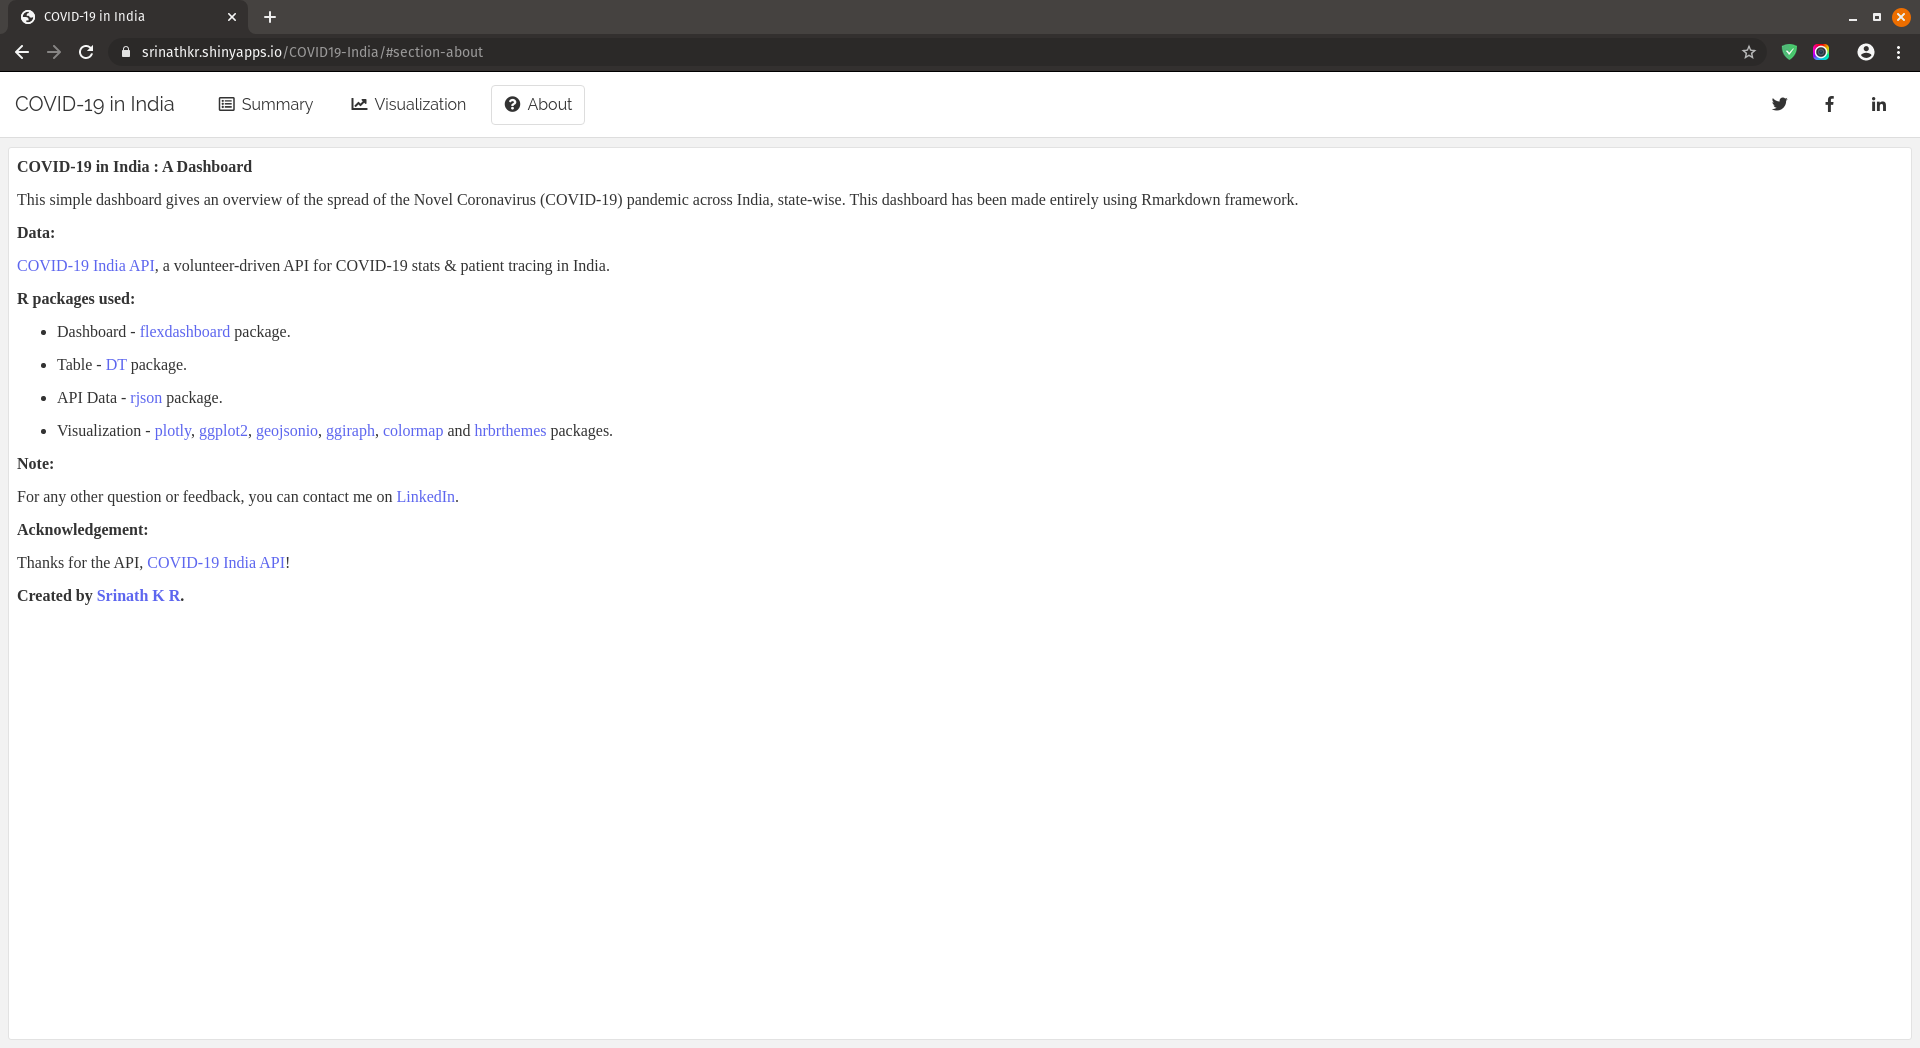 COVID-19 in India
srinathkr.shinyapps.io/COVID19-India/#section-about
COVID-19 in India Summary Visualization About
COVID-19 in India : A Dashboard
This simple dashboard gives an overview of the spread of the Novel Coronavirus (COVID-19) pandemic across India, state-wise. This dashboard has been made entirely using Rmarkdown framework.
Data:
COVID-19 India API, a volunteer-driven API for COVID-19 stats & patient tracing in India.
R packages used:
Dashboard - flexdashboard package.
Table - DT package.
API Data - rjson package.
Visualization - plotly, ggplot2, geojsonio, ggiraph, colormap and hrbrthemes packages.
Note:
For any other question or feedback, you can contact me on LinkedIn.
Acknowledgement:
Thanks for the API, COVID-19 India API!
Created by Srinath K R.